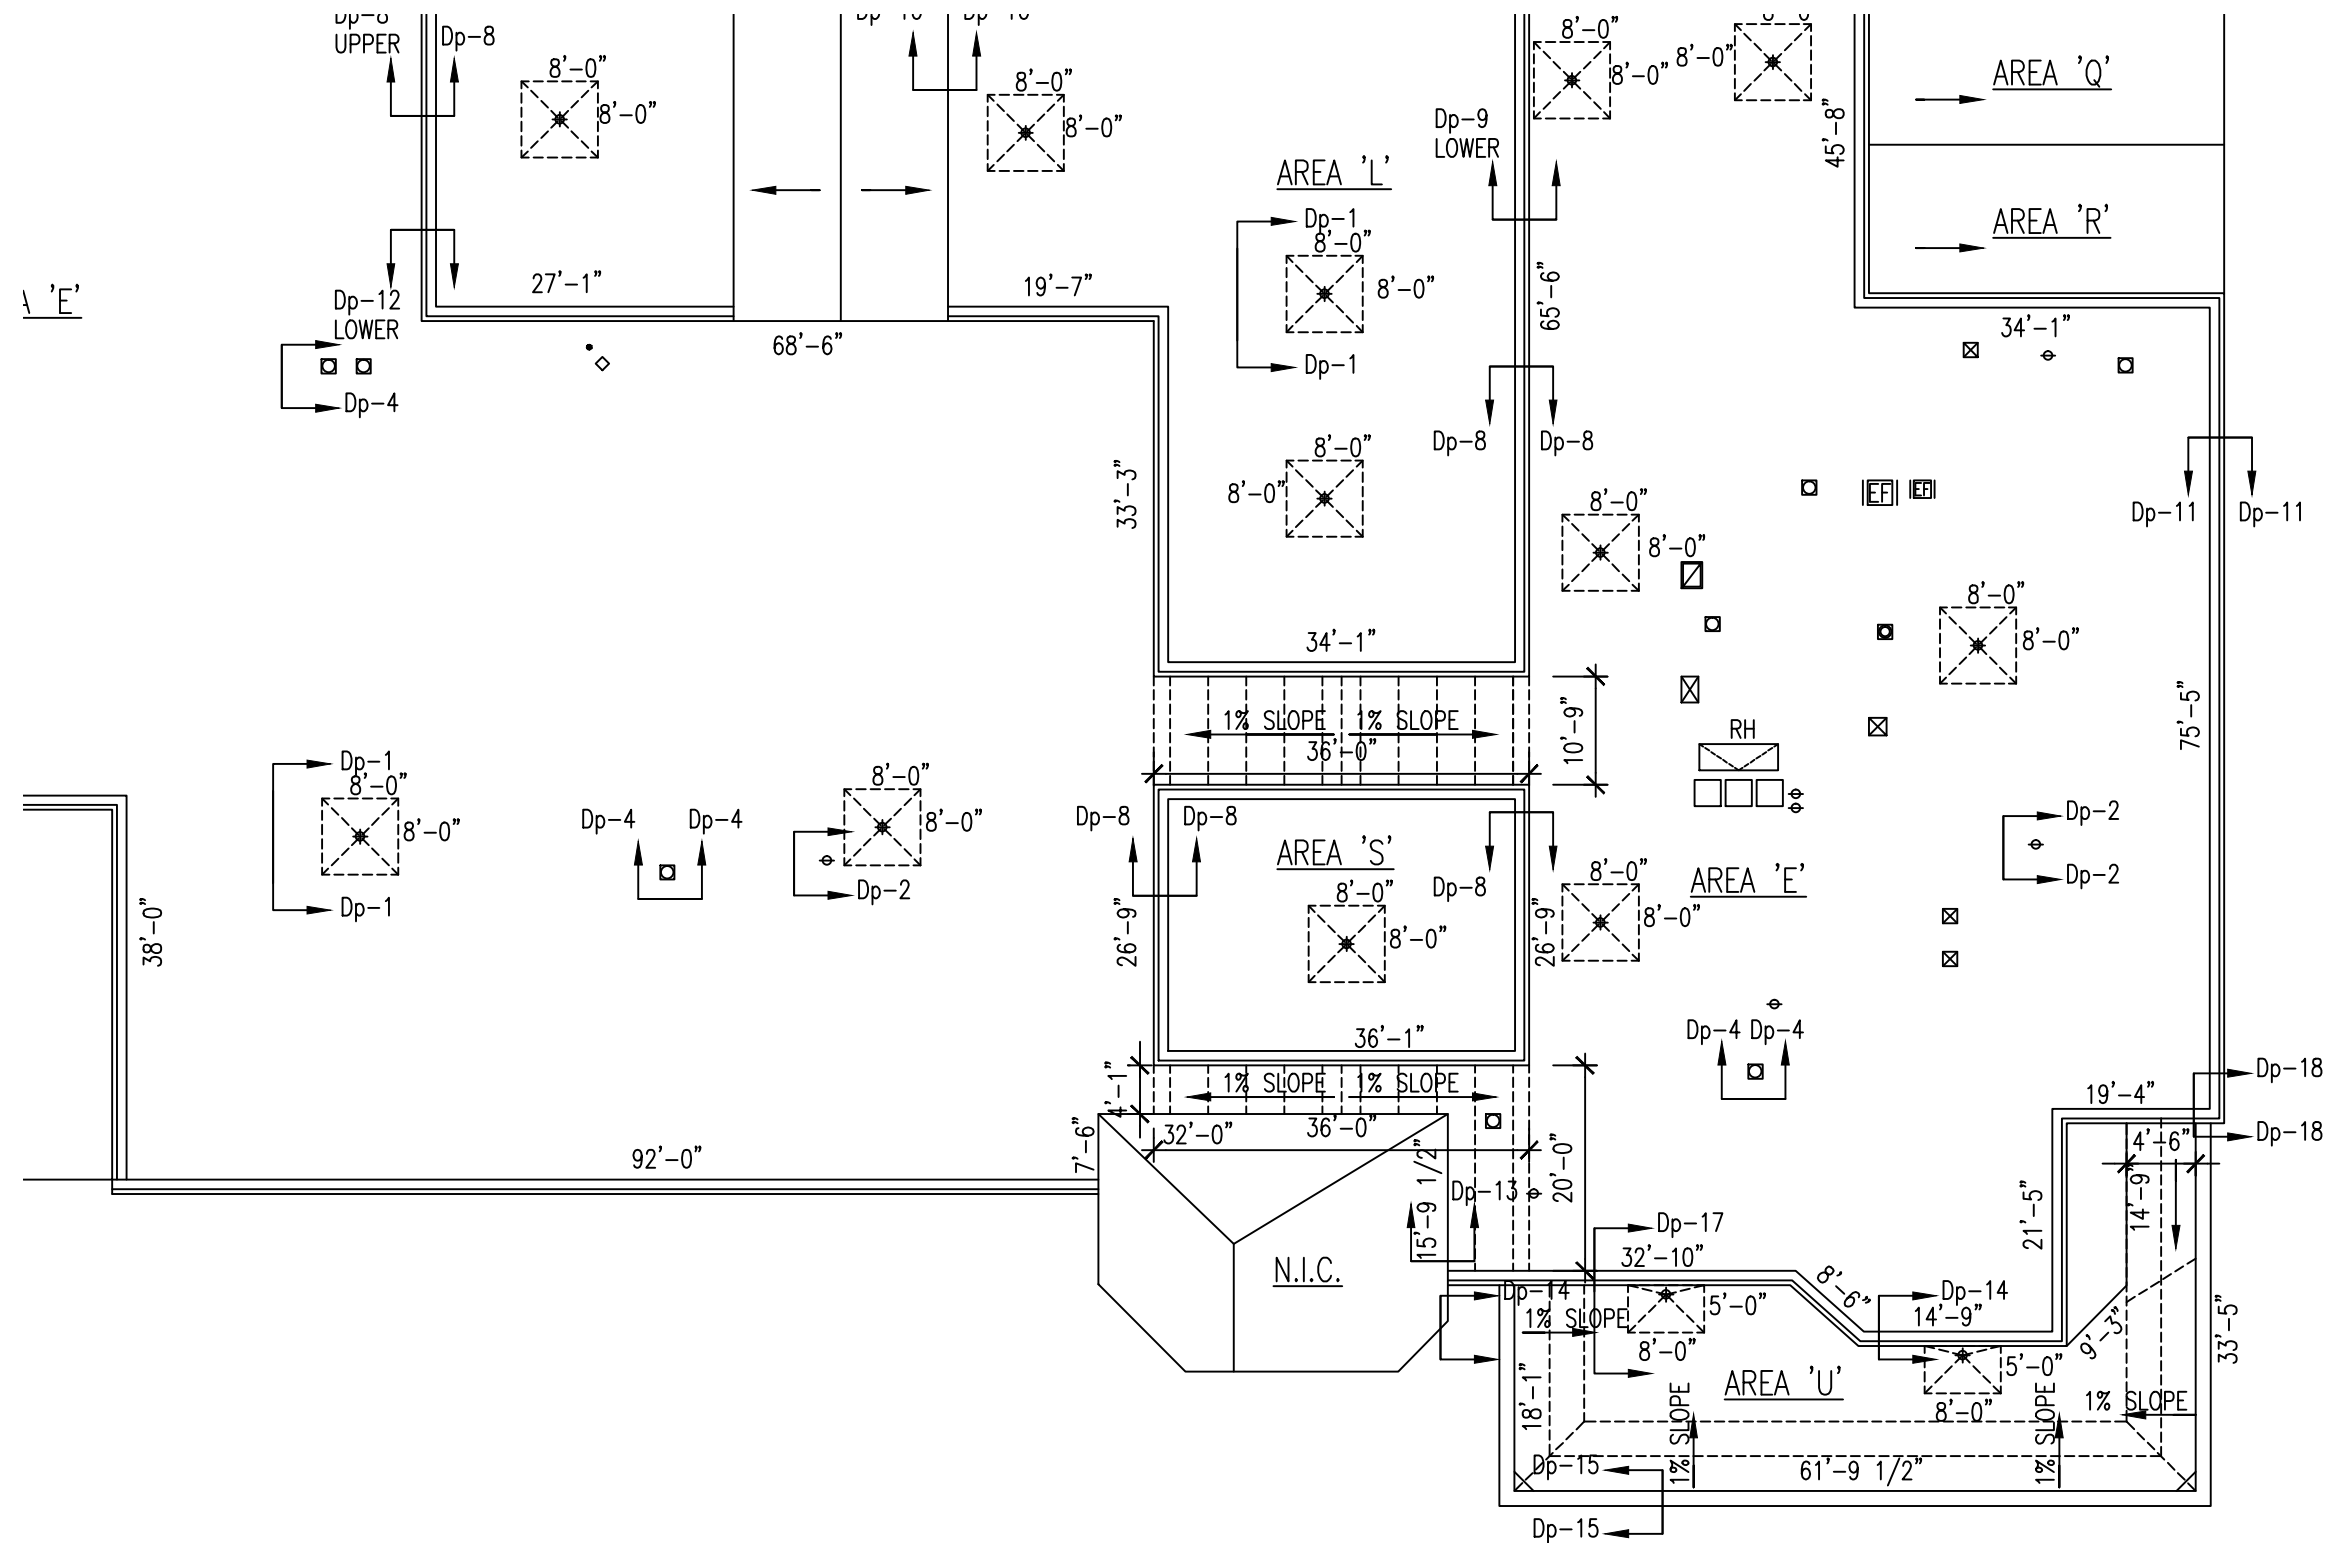 UPPER
Dp-8
8'-0"
8'-0"
8'-0"
8'-0"
8'-0"
8'-0"
8'-0"
AREA 'Q'
45'-8"
Dp-9
LOWER
AREA 'L'
AREA 'R'
Dp-1
8'-0"
8'-0"
Dp-1
27'-1"
19'-7"
65'-6"
'E'
Dp-12
LOWER
68'-6"
34'-1"
Dp-4
33'-3"
8'-0"
8'-0"
Dp-8
Dp-8
EF
EF
Dp-11
Dp-11
8'-0"
8'-0"
8'-0"
8'-0"
34'-1"
75'-5"
1% SLOPE
1% SLOPE
36'-0"
10'-9"
RH
Dp-1
8'-0"
8'-0"
Dp-1
Dp-4
Dp-4
8'-0"
8'-0"
Dp-2
Dp-8
Dp-8
AREA 'S'
8'-0"
8'-0"
Dp-8
8'-0"
8'-0"
AREA 'E'
Dp-2
Dp-2
38'-0"
26'-9"
26'-9"
36'-1"
Dp-4
Dp-4
4'-1"
1% SLOPE
1% SLOPE
Dp-18
19'-4"
Dp-18
32'-0"
36'-0"
4'-6"
92'-0"
7'-6"
15'-9 1/2"
Dp-13
20'-0"
14'-9"
21'-5"
Dp-17
32'-10"
N.I.C.
Dp-14
8'-6"
Dp-14
5'-0"
14'-9"
1% SLOPE
8'-0"
9'-3"
33'-5"
5'-0"
AREA 'U'
8'-0"
18'-1"
1% SLOPE
1% SLOPE
1% SLOPE
Dp-15
61'-9 1/2"
Dp-15